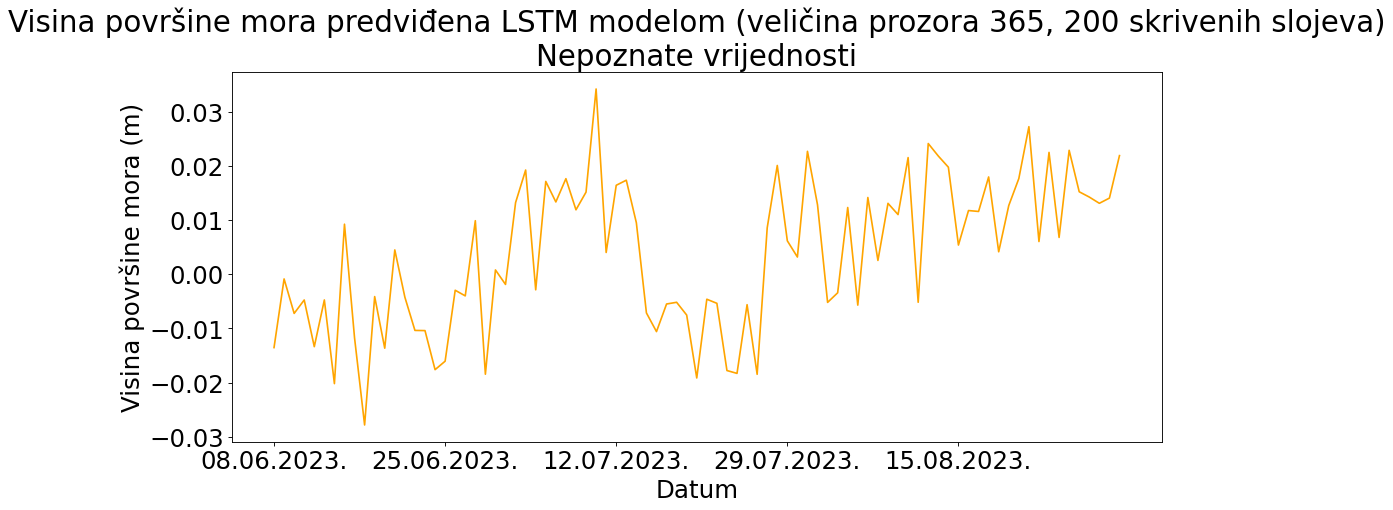 Visina površine mora predviđena LSTM modelom (veličina prozora 365, 200 skrivenih slojeva)
Nepoznate vrijednosti
Visina površine mora (m)
0.03
0.02
0.01
0.00
−0.01
−0.02
−0.03
08.06.2023. 25.06.2023. 12.07.2023. 29.07.2023. 15.08.2023.
Datum